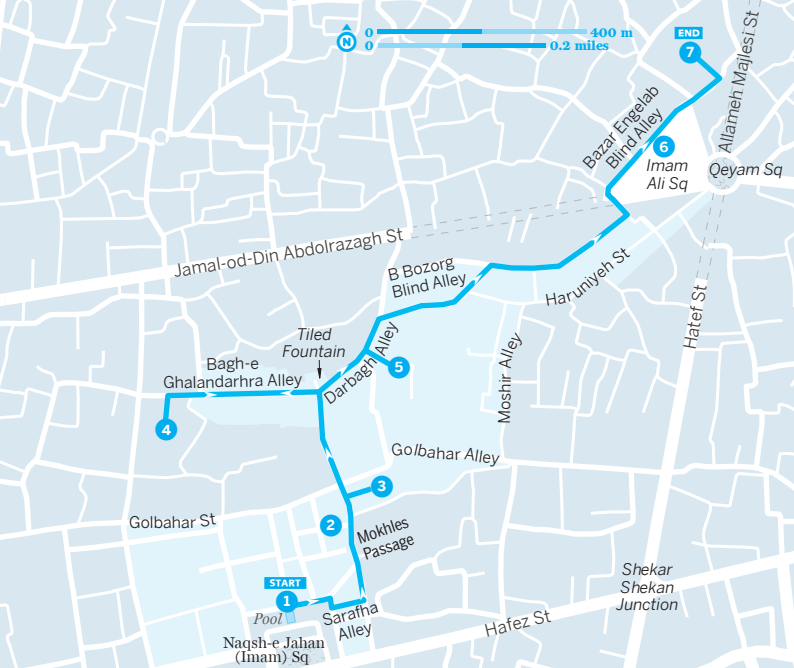 END
7
0
400 m
N
0
0.2 miles
Allameh Majlesi St
Bazar Engelab
Blind Alley
6
Imam
Ali Sq
Qeyam Sq
Jamal-od-Din Abdolrazagh St
B Bozorg
Blind Alley
Haruniyeh St
Hatef St
Tiled
Fountain
Darbagh Alley
5
Moshir Alley
Bagh-e
Ghalandarhra Alley
4
Golbahar Alley
3
Golbahar St
2
Mokhles
Passage
START
1
Pool
Sarafha
Alley
Naqsh-e Jahan
(Imam) Sq
Hafez St
Shekar
Shekan
Junction